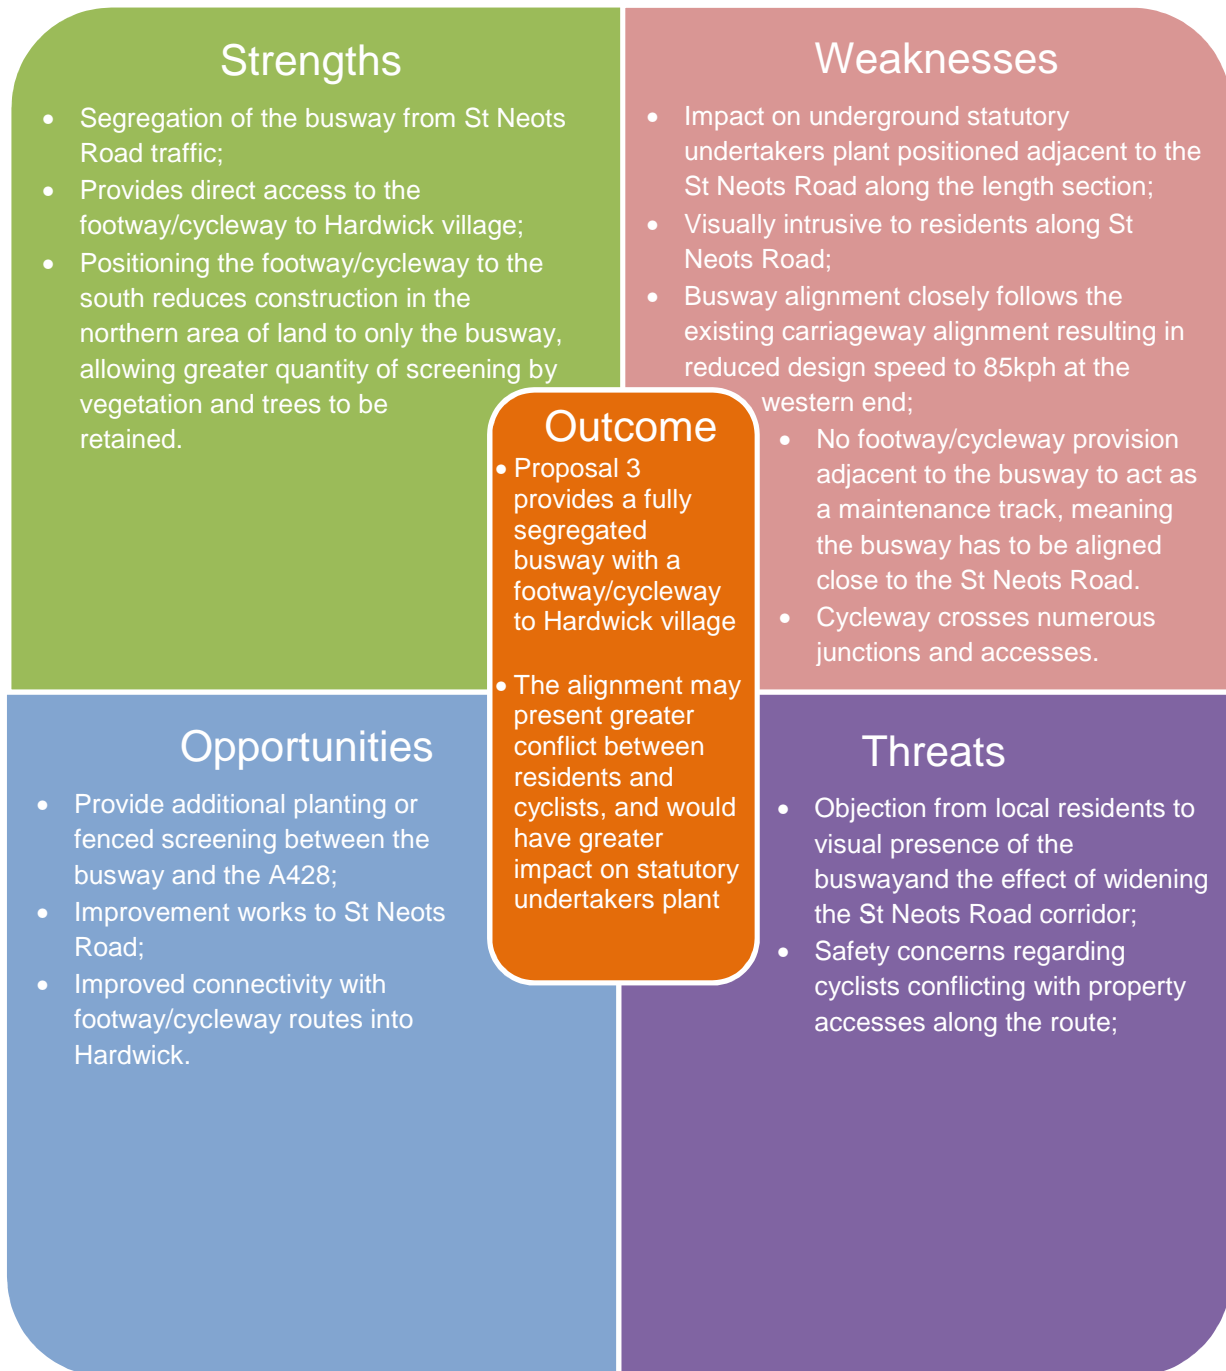 Strengths
• Segregation of the busway from St Neots
Road traffic;
• Provides direct access to the
footway/cycleway to Hardwick village;
• Positioning the footway/cycleway to the
south reduces construction in the
northern area of land to only the busway,
allowing greater quantity of screening by
vegetation and trees to be
retained.
Weaknesses
• Impact on underground statutory
undertakers plant positioned adjacent to the
St Neots Road along the length section;
• Visually intrusive to residents along St
Neots Road;
• Busway alignment closely follows the
existing carriageway alignment resulting in
reduced design speed to 85kph at the
western end;
• No footway/cycleway provision
adjacent to the busway to act as
a maintenance track, meaning
the busway has to be aligned
close to the St Neots Road.
• Cycleway crosses numerous
junctions and accesses.
Outcome
• Proposal 3
provides a fully
segregated
busway with a
footway/cycleway
to Hardwick village
• The alignment may
present greater
conflict between
residents and
cyclists, and would
have greater
impact on statutory
undertakers plant
Opportunities
• Provide additional planting or
fenced screening between the
busway and the A428;
• Improvement works to St Neots
Road;
• Improved connectivity with
footway/cycleway routes into
Hardwick.
Threats
• Objection from local residents to
visual presence of the
buswayand the effect of widening
the St Neots Road corridor;
• Safety concerns regarding
cyclists conflicting with property
accesses along the route;